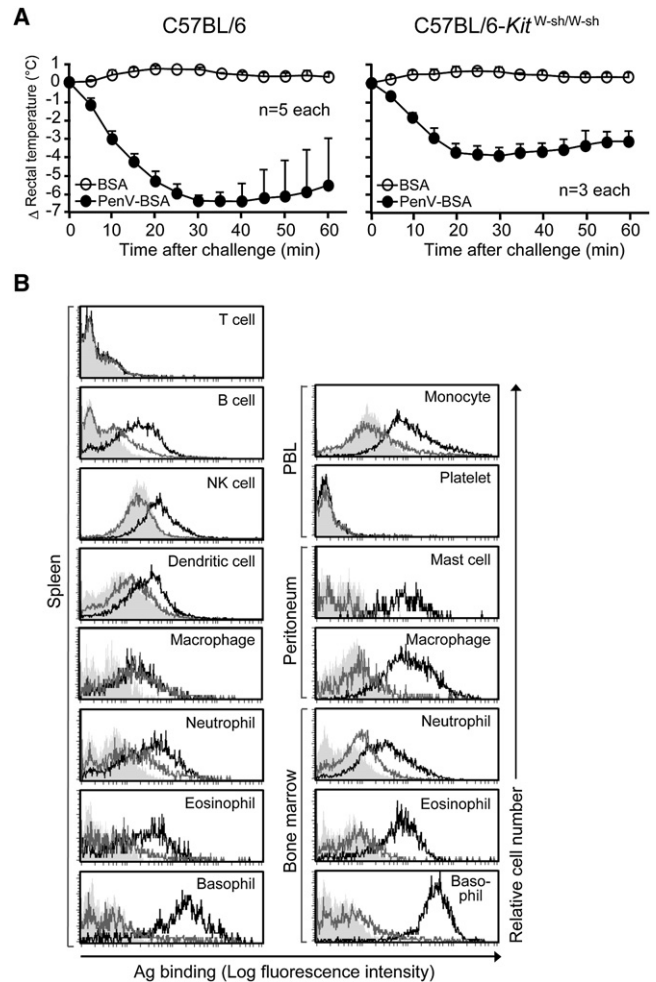 A
C57BL/6
C57BL/6-Kit W-sh/W-sh
Δ Rectal temperature (°C)
1
0
-1
-2
-3
-4
-5
-6
-7
n=5 each
BSA
PenV-BSA
0 10 20 30 40 50 60
Time after challenge (min)
n=3 each
BSA
PenV-BSA
0 10 20 30 40 50 60
Time after challenge (min)
B
Spleen
T cell
B cell
NK cell
Dendritic cell
Macrophage
Neutrophil
Eosinophil
Basophil
PBL
Monocyte
Platelet
Peritoneum
Mast cell
Macrophage
Bone marrow
Neutrophil
Eosinophil
Baso-
phil
Relative cell number
Ag binding (Log fluorescence intensity)